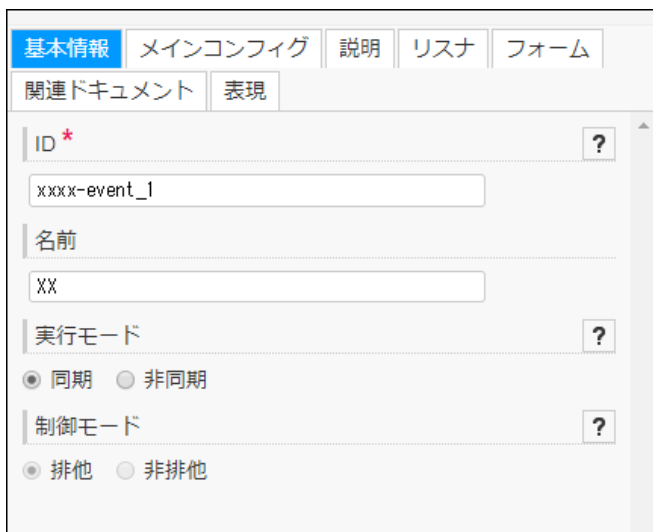 基本情報 メインコンフィグ 説明 リスナ フォーム
関連ドキュメント 表現
ID * ?
xxxx-event_1
名前
XX
実行モード ?
同期 非同期
制御モード ?
排他 非排他